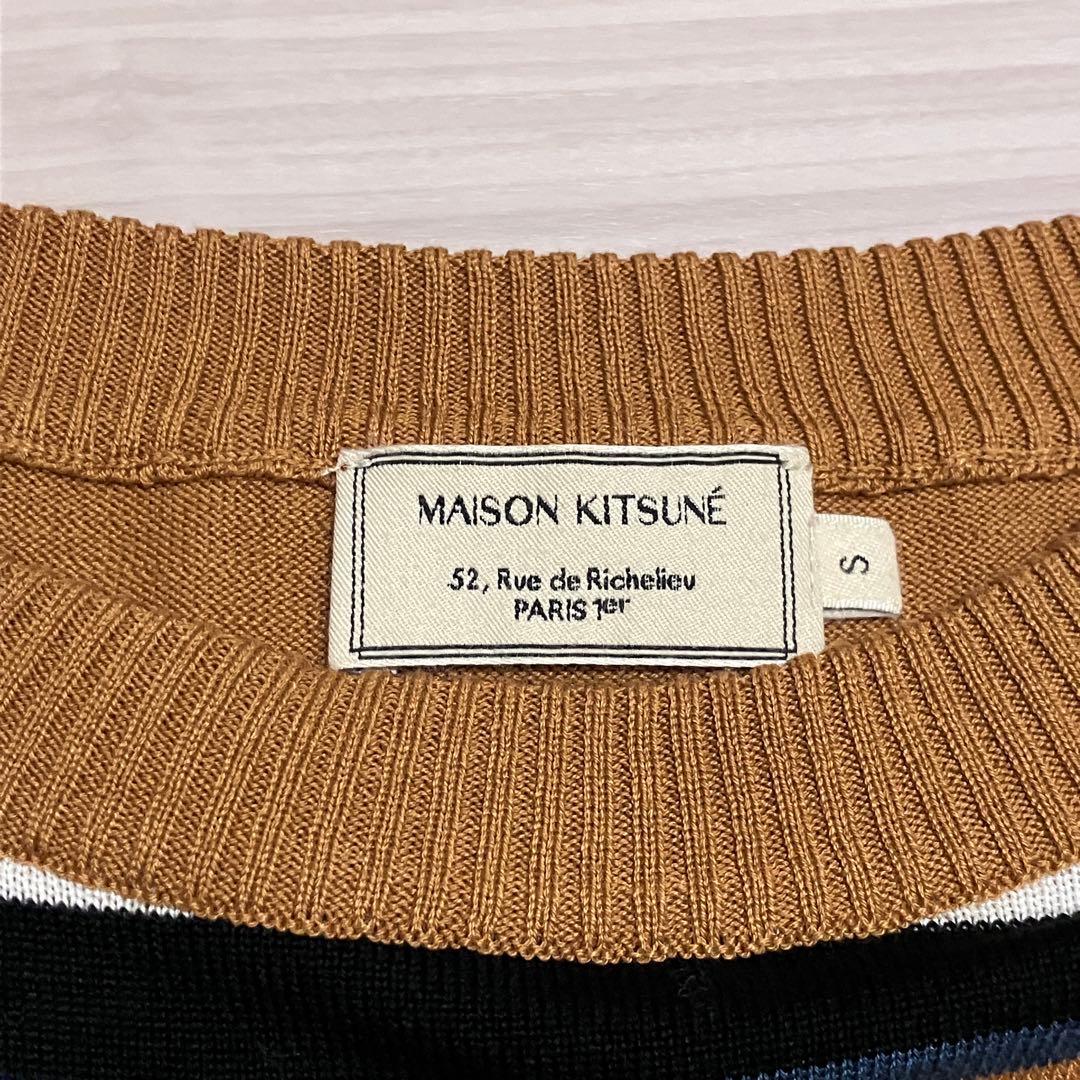 MAISON KITSUNÉ
52, Rue de Richelieu
PARIS 1er
S